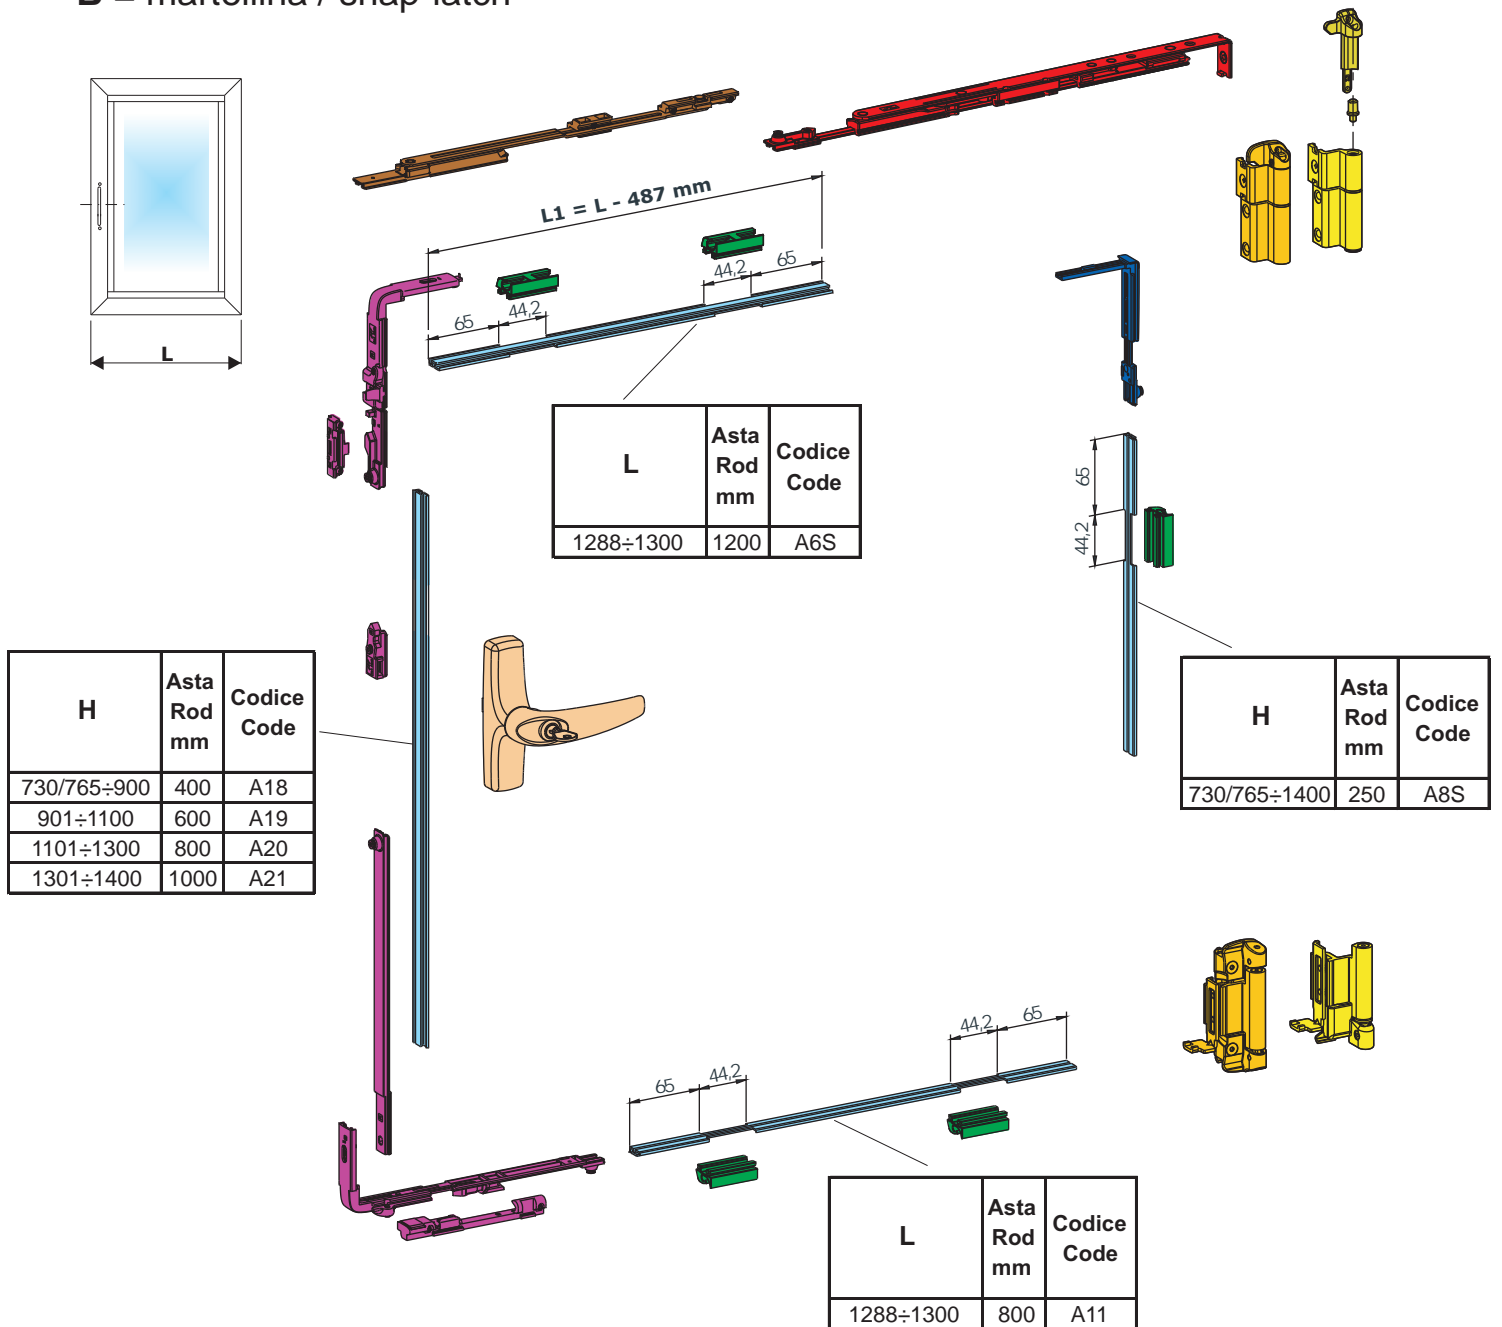 B = martellina / snap-latch
L
L1 = L - 487 mm
44,2 65
65 44,2
L Asta Rod mm Codice Code
1288÷1300 1200 A6S
65
44,2
H Asta Rod mm Codice Code
730/765÷900 400 A18
901÷1100 600 A19
1101÷1300 800 A20
1301÷1400 1000 A21
H Asta Rod mm Codice Code
730/765÷1400 250 A8S
44,2 65
65 44,2
L Asta Rod mm Codice Code
1288÷1300 800 A11